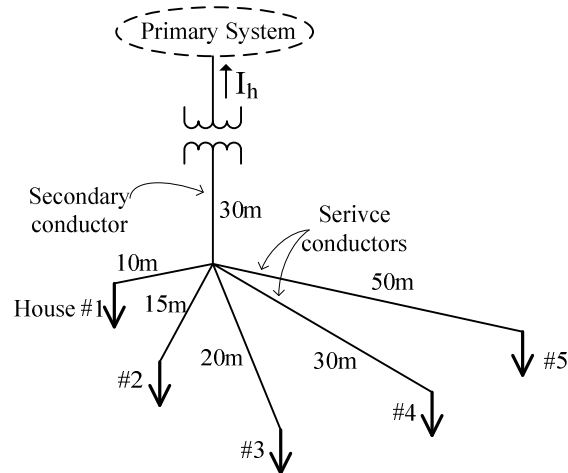 Primary System
I_h
Secondary
conductor
30m
Serivce
conductors
10m
50m
House #1
15m
20m
30m
#5
#2
#4
#3